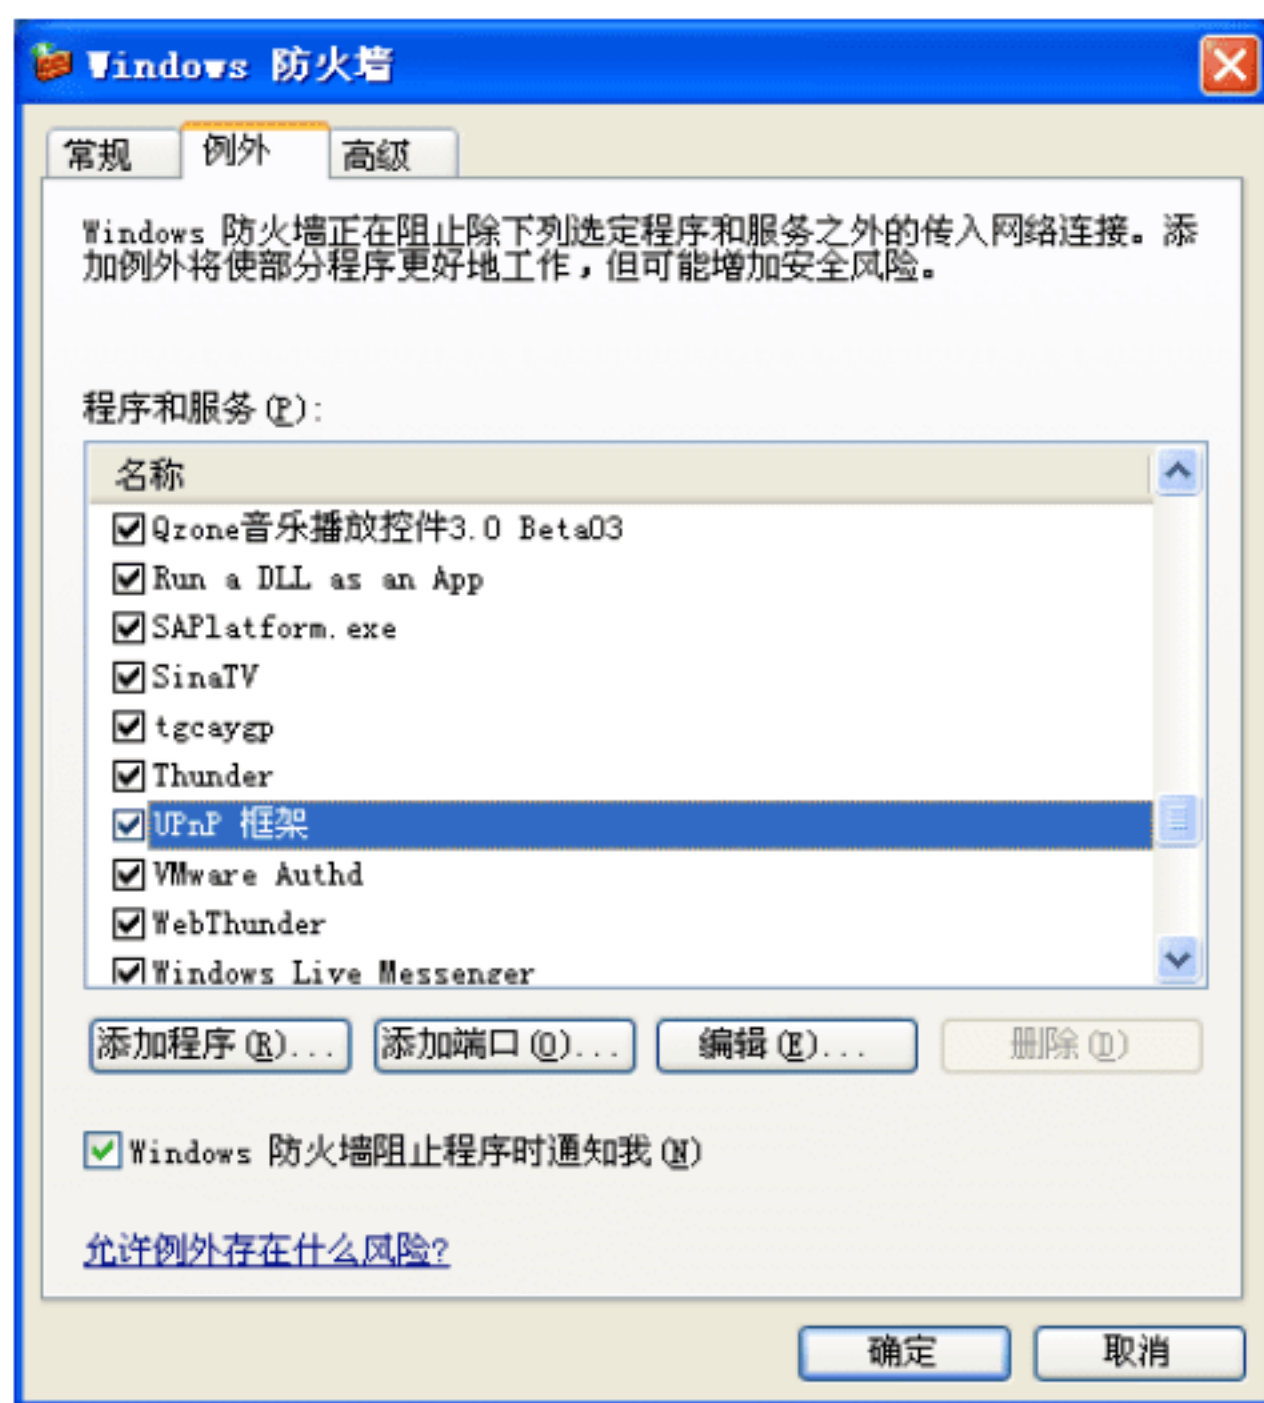 Windows 防火墙
常规 例外 高级
Windows 防火墙正在阻止除下列选定程序和服务之外的传入网络连接。添
加例外将使部分程序更好地工作，但可能增加安全风险。
程序和服务(P):
名称
Qzone音乐播放控件3.0 Beta03
Run a DLL as an App
SAPlatform.exe
SinaTV
tgcaygp
Thunder
UPnP 框架
VMware Authd
WebThunder
Windows Live Messenger
添加程序(R)... 添加端口(O)... 编辑(E)... 删除(D)
Windows 防火墙阻止程序时通知我(N)
允许例外存在什么风险?
确定 取消